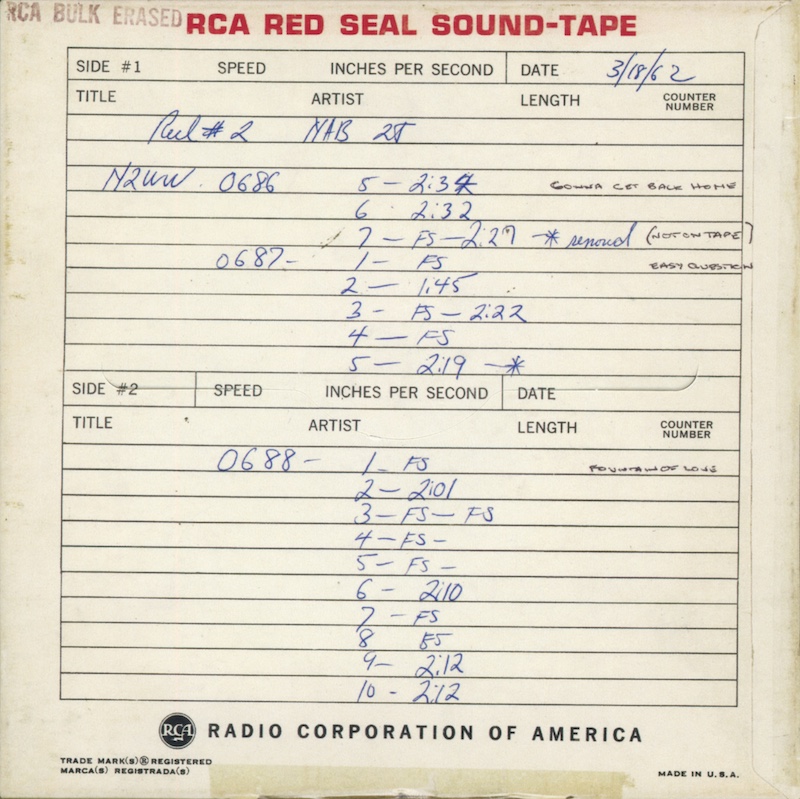 RCA BULK ERASED
RCA RED SEAL SOUND-TAPE
SIDE #1 SPEED INCHES PER SECOND DATE 3/18/62
TITLE ARTIST LENGTH COUNTER NUMBER
Reel # 2 NAB 2T
N2WW 0686 5 - 2:34 GONNA GET BACK HOME
6 2:32
7 - FS - 2:27 * (NOT ON TAPE)
0687 - 1 - FS EASY QUESTION
2 - 1:45
3 - FS - 2:22
4 - FS
5 - 2:19 - *
SIDE #2 SPEED INCHES PER SECOND DATE
TITLE ARTIST LENGTH COUNTER NUMBER
0688 - 1 - FS FOUNTAIN OF LOVE
2 - 2:01
3 - FS - FS
4 - FS -
5 - FS -
6 - 2:10
7 - FS
8 FS
9 - 2:12
10 - 2:12
RCA RADIO CORPORATION OF AMERICA
TRADE MARK(S)® REGISTERED
MARCA(S) REGISTRADA(S)
MADE IN U.S.A.